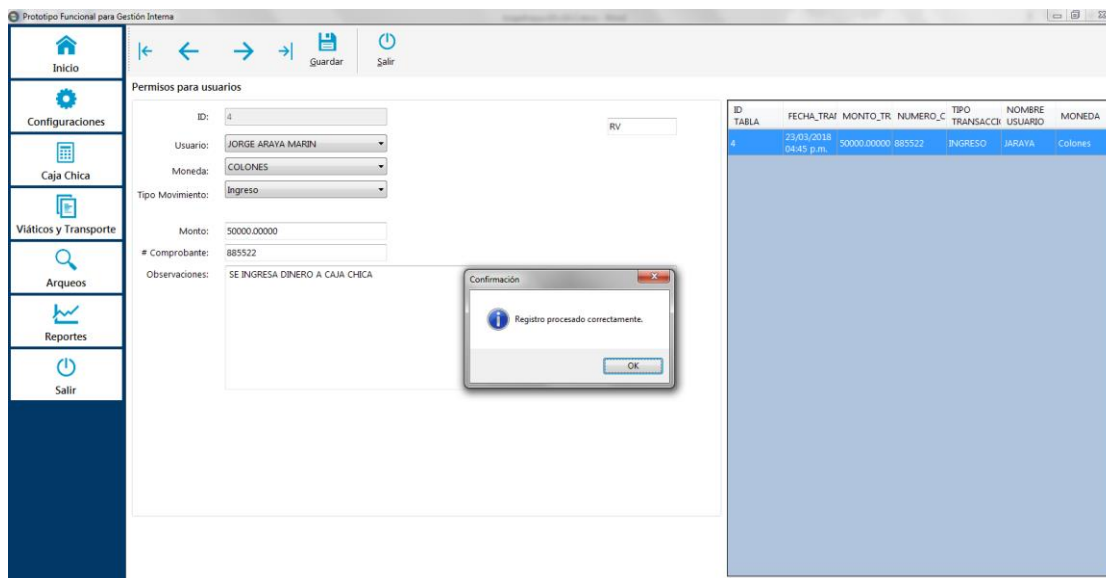 Prototipo Funcional para Gestión Interna
Inicio
Configuraciones
Caja Chica
Viáticos y Transporte
Arqueos
Reportes
Salir
Guardar
Salir
Permisos para usuarios
ID: 4
RV
Usuario: JORGE ARAYA MARIN
Moneda: COLONES
Tipo Movimiento: Ingreso
Monto: 50000.00000
# Comprobante: 885522
Observaciones: SE INGRESA DINERO A CAJA CHICA
Confirmación
Registro procesado correctamente.
OK
ID TABLA FECHA_TRAI MONTO_TR NUMERO_C TIPO TRANSACCI NOMBRE USUARIO MONEDA
4 23/03/2018 04:45 p.m. 50000.00000 885522 INGRESO JARAYA Colones